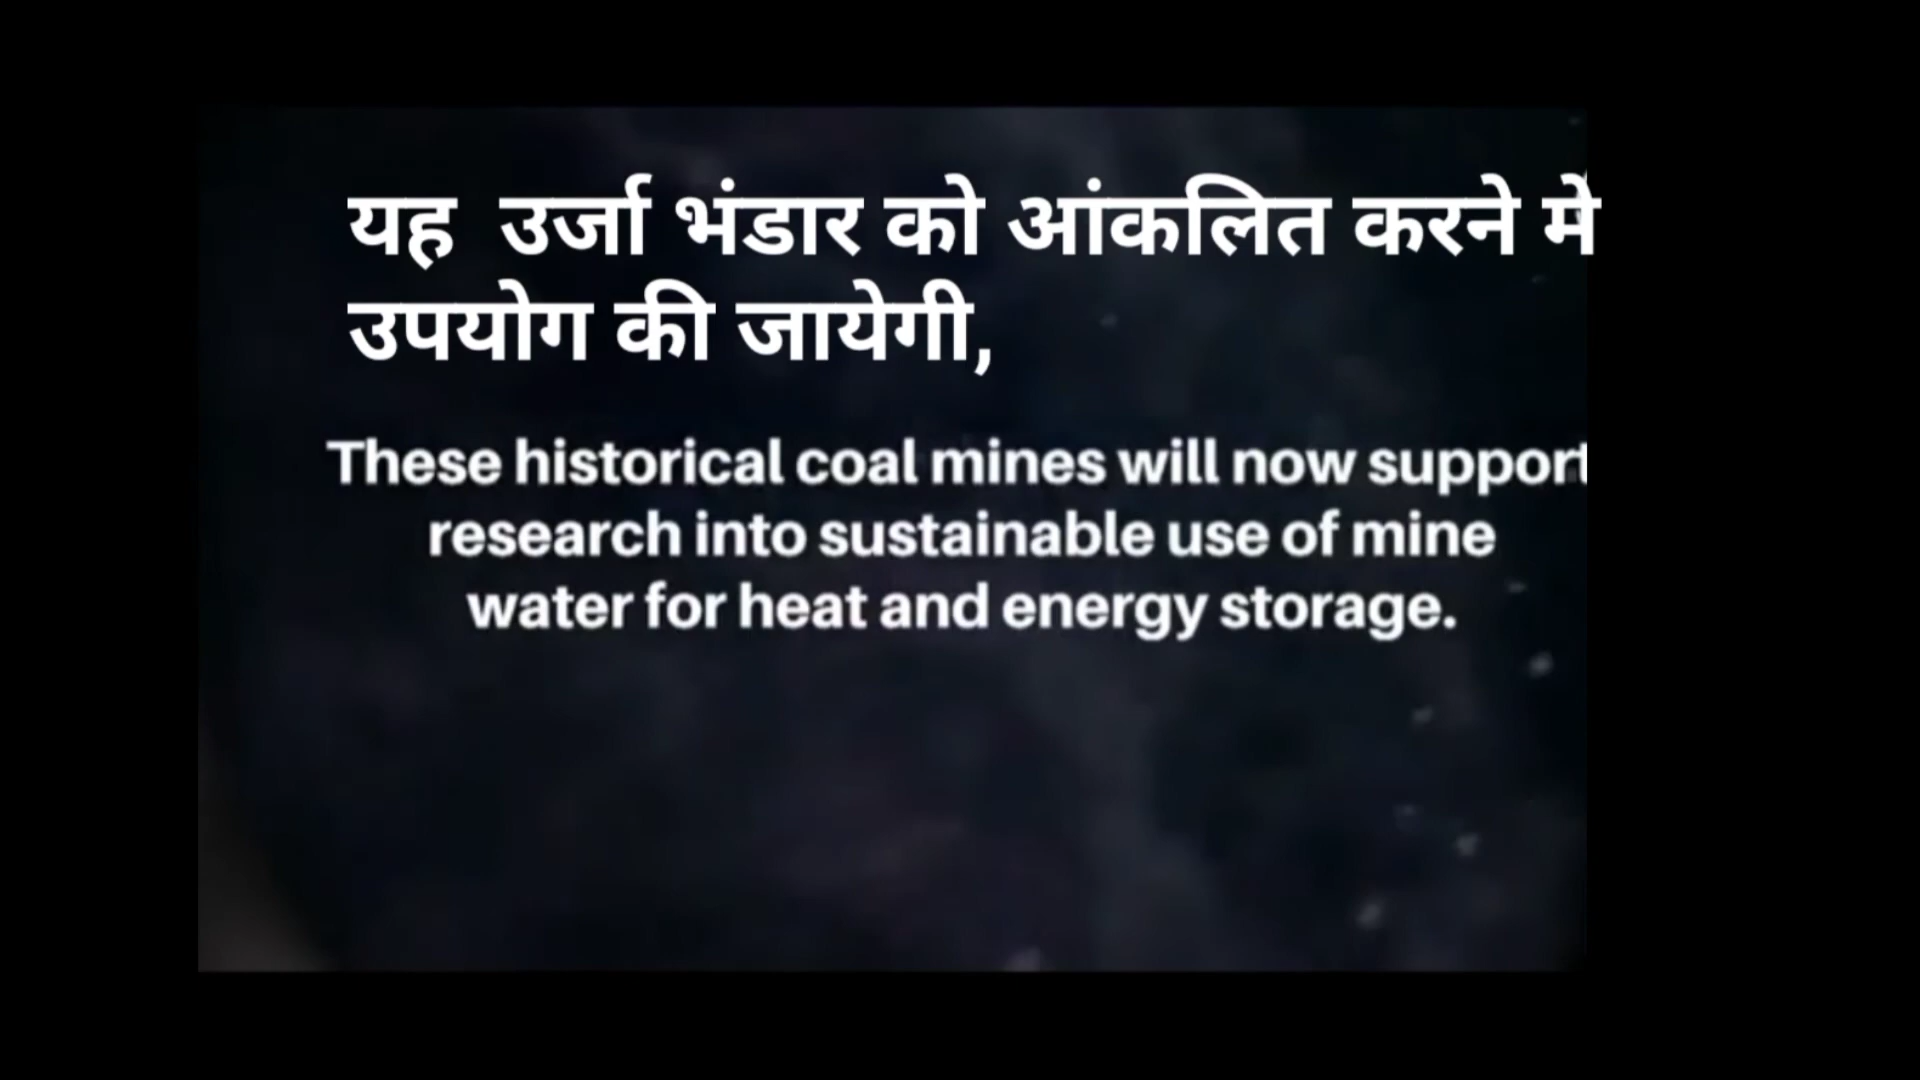 यह उर्जा भंडार को आंकलित करने मे
उपयोग की जायेगी,
These historical coal mines will now support
research into sustainable use of mine
water for heat and energy storage.